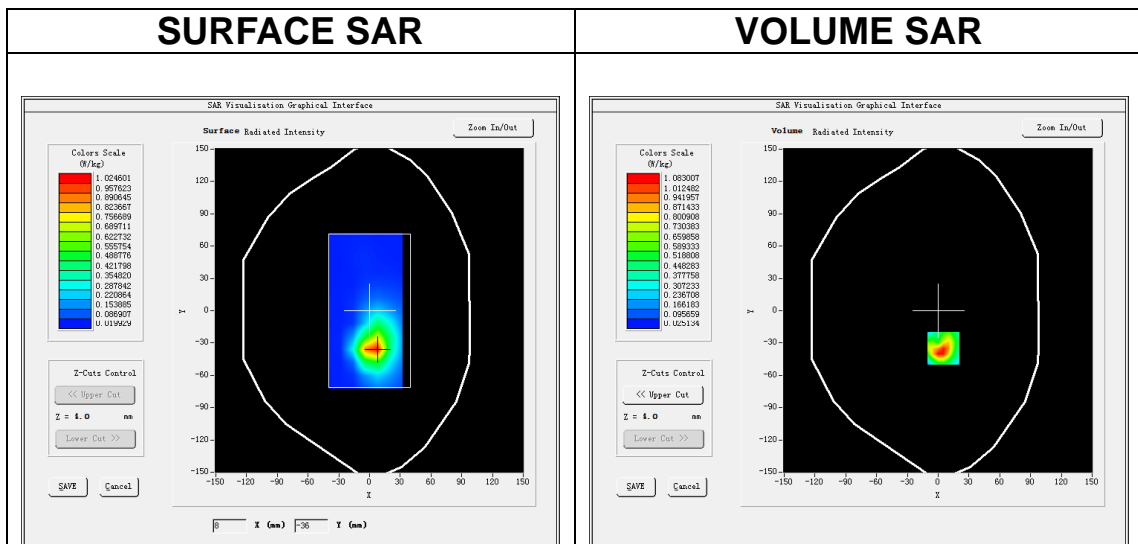 SURFACE SAR
VOLUME SAR
SAR Visualisation Graphical Interface
Surface Radiated Intensity
Zoom In/Out
Colors Scale
(W/kg)
1.024601
0.957623
0.890645
0.823667
0.756689
0.689711
0.622732
0.555754
0.488776
0.421798
0.354820
0.287842
0.220864
0.153885
0.086907
0.019929
150
120
90
60
30
0
-30
-60
-90
-120
-150
Y
-150 -120 -90 -60 -30 0 30 60 90 120 150
X
Z-Cuts Control
<< Upper Cut
Z = 4.0 mm
Lower Cut >>
SAVE Cancel
8 X (mm) -36 Y (mm)
SAR Visualisation Graphical Interface
Volume Radiated Intensity
Zoom In/Out
Colors Scale
(W/kg)
1.083007
1.012482
0.941957
0.871433
0.800908
0.730383
0.659858
0.589333
0.518808
0.448283
0.377758
0.307233
0.236708
0.166183
0.095659
0.025134
150
120
90
60
30
0
-30
-60
-90
-120
-150
Y
-150 -120 -90 -60 -30 0 30 60 90 120 150
X
Z-Cuts Control
<< Upper Cut
Z = 4.0 mm
Lower Cut >>
SAVE Cancel